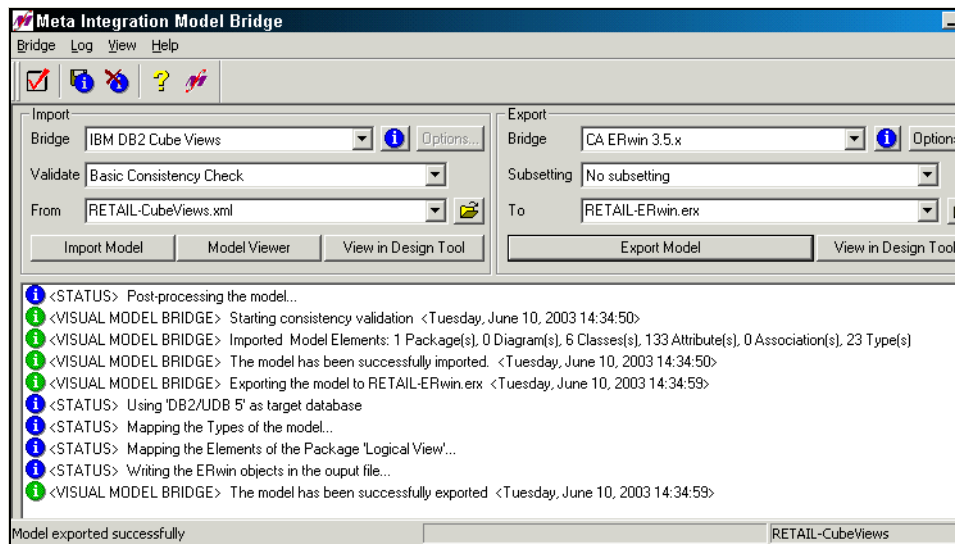 Meta Integration Model Bridge
Bridge Log View Help
Import
Bridge IBM DB2 Cube Views Options...
Validate Basic Consistency Check
From RETAIL-CubeViews.xml
Import Model Model Viewer View in Design Tool
Export
Bridge CA ERwin 3.5.x Option
Subsetting No subsetting
To RETAIL-ERwin.erx
Export Model View in Design Tool
<STATUS> Post-processing the model...
<VISUAL MODEL BRIDGE> Starting consistency validation <Tuesday, June 10, 2003 14:34:50>
<VISUAL MODEL BRIDGE> Imported Model Elements: 1 Package(s), 0 Diagram(s), 6 Classes(s), 133 Attribute(s), 0 Association(s), 23 Type(s)
<VISUAL MODEL BRIDGE> The model has been successfully imported. <Tuesday, June 10, 2003 14:34:50>
<VISUAL MODEL BRIDGE> Exporting the model to RETAIL-ERwin.erx <Tuesday, June 10, 2003 14:34:59>
<STATUS> Using 'DB2/UDB 5' as target database
<STATUS> Mapping the Types of the model...
<STATUS> Mapping the Elements of the Package 'Logical View'...
<STATUS> Writing the ERwin objects in the ouput file...
<VISUAL MODEL BRIDGE> The model has been successfully exported <Tuesday, June 10, 2003 14:34:59>
Model exported successfully RETAIL-CubeViews